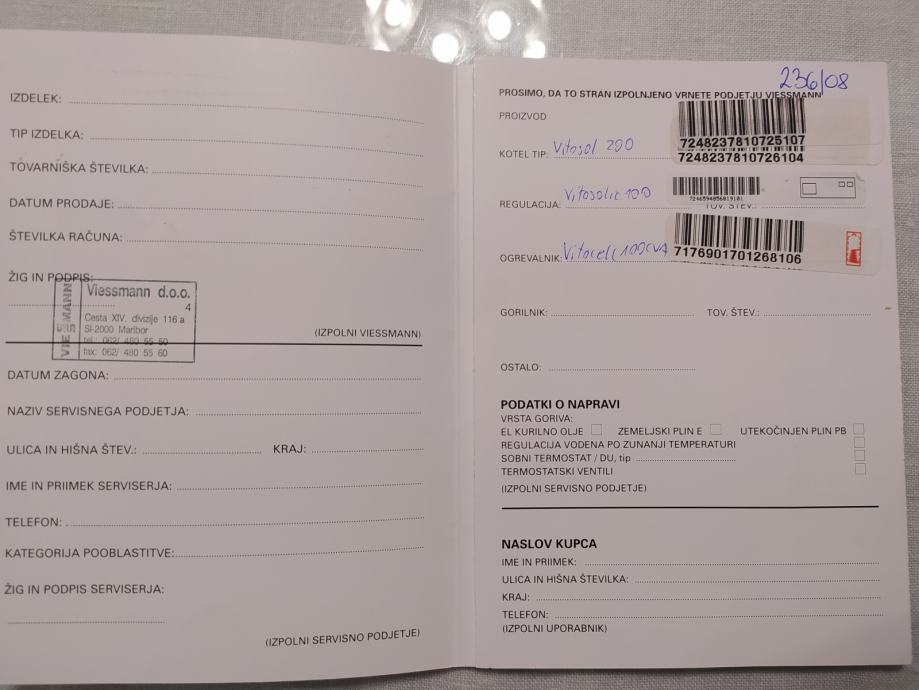 IZDELEK:
TIP IZDELKA:
TOVARNIŠKA ŠTEVILKA:
DATUM PRODAJE:
ŠTEVILKA RAČUNA:
ŽIG IN PODPIS:
VIESMANN
Viessmann d.o.o.
4
Cesta XIV. divizije 116 a
SI-2000 Maribor
tel.: 062/ 480 55 50
fax: 062/ 480 55 60
(IZPOLNI VIESSMANN)
DATUM ZAGONA:
NAZIV SERVISNEGA PODJETJA:
ULICA IN HIŠNA ŠTEV.: KRAJ:
IME IN PRIIMEK SERVISERJA:
TELEFON:
KATEGORIJA POOBLASTITVE:
ŽIG IN PODPIS SERVISERJA:
(IZPOLNI SERVISNO PODJETJE)
236/08
PROSIMO, DA TO STRAN IZPOLNJENO VRNETE PODJETJU VIESSMANN
PROIZVOD
7248237810725107
KOTEL TIP: Vitosol 200
7248237810726104
REGULACIJA: Vitosolic 100
7246594056819101
TOV. ŠTEV.:
OGREVALNIK: Vitocell 100CVA
7176901701268106
GORILNIK: TOV. ŠTEV.:
OSTALO:
PODATKI O NAPRAVI
VRSTA GORIVA:
EL KURILNO OLJE ZEMELJSKI PLIN E UTEKOČINJEN PLIN PB
REGULACIJA VODENA PO ZUNANJI TEMPERATURI
SOBNI TERMOSTAT / DU, tip
TERMOSTATSKI VENTILI
(IZPOLNI SERVISNO PODJETJE)
NASLOV KUPCA
IME IN PRIIMEK:
ULICA IN HIŠNA ŠTEVILKA:
KRAJ:
TELEFON:
(IZPOLNI UPORABNIK)